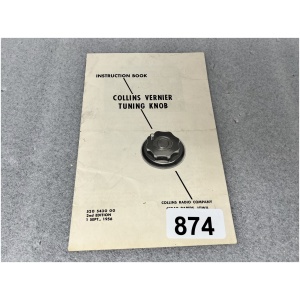 INSTRUCTION BOOK
COLLINS VERNIER
TUNING KNOB
COLLINS RADIO COMPANY
520 5430 00
2nd EDITION
1 SEPT., 1956
874